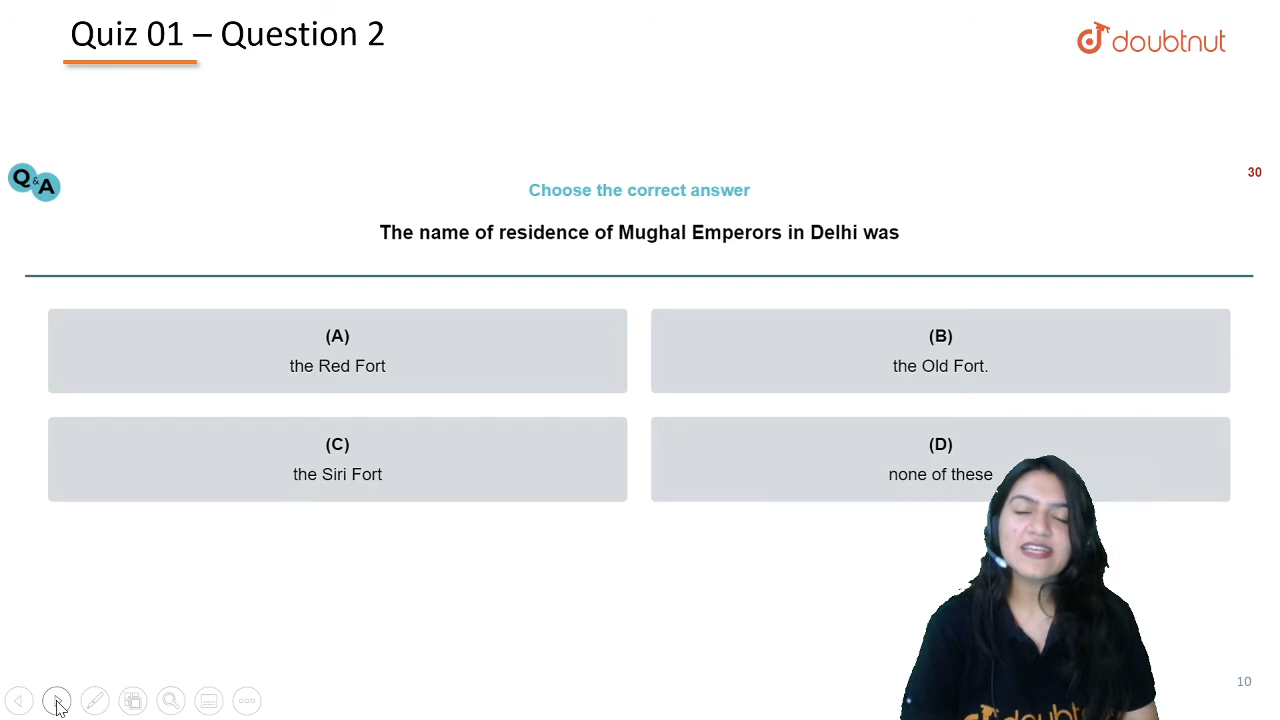 Quiz 01 – Question 2
doubtnut
Q & A
30
Choose the correct answer
The name of residence of Mughal Emperors in Delhi was
(A)
the Red Fort
(B)
the Old Fort.
(C)
the Siri Fort
(D)
none of these
10
doubtnut